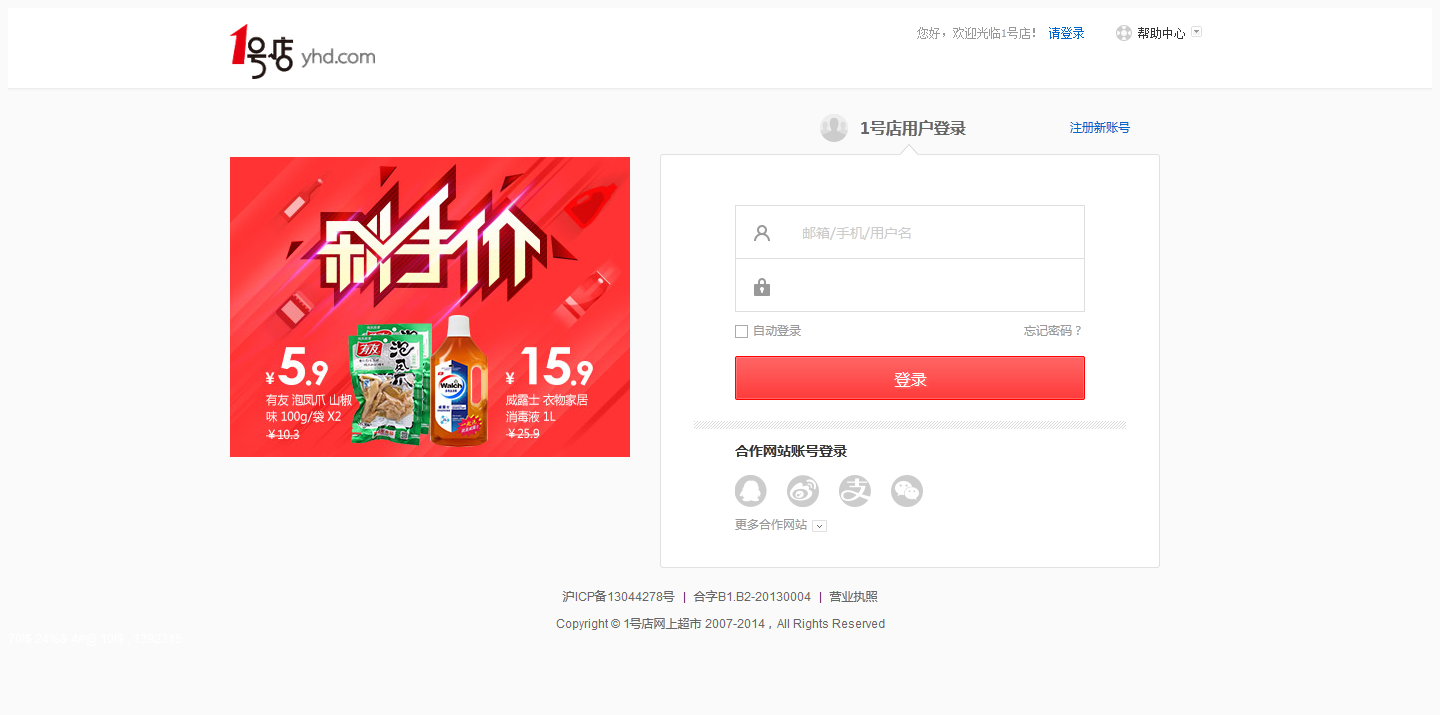 1号店 yhd.com
您好，欢迎光临1号店！ 请登录 帮助中心
1号店用户登录 注册新账号
剁手价
邮箱/手机/用户名
自动登录 忘记密码？
登录
¥5.9
有友 泡凤爪 山椒
味 100g/袋 X2
￥10.3
有友
泡凤爪
Walch
¥15.9
威露士 衣物家居
消毒液 1L
￥25.9
合作网站账号登录
更多合作网站
沪ICP备13044278号 | 合字B1.B2-20130004 | 营业执照
Copyright © 1号店网上超市 2007-2014，All Rights Reserved